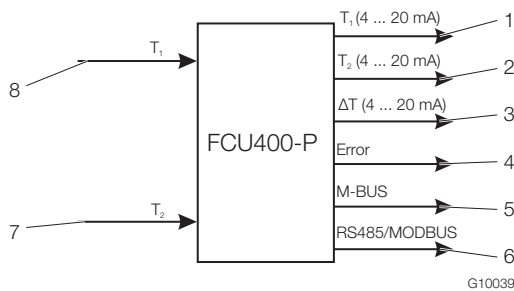 T₁ (4 ... 20 mA)
1
T₁
T₂ (4 ... 20 mA)
2
8
ΔT (4 ... 20 mA)
3
FCU400-P
Error
4
M-BUS
5
T₂
7
RS485/MODBUS
6
G10039